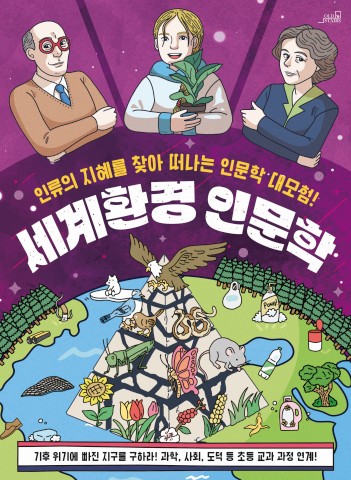 OLD STAIRS
인류의 지혜를 찾아 떠나는 인문학 대모험!
세계환경 인문학
기후 위기에 빠진 지구를 구하라! 과학, 사회, 도덕 등 초등 교과 과정 연계!